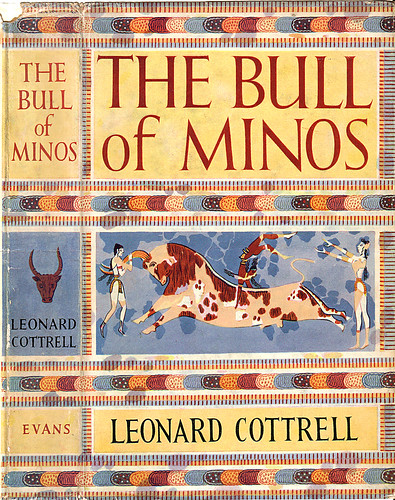 THE
BULL
of
MINOS
LEONARD
COTTRELL
EVANS
THE BULL
of MINOS
LEONARD COTTRELL